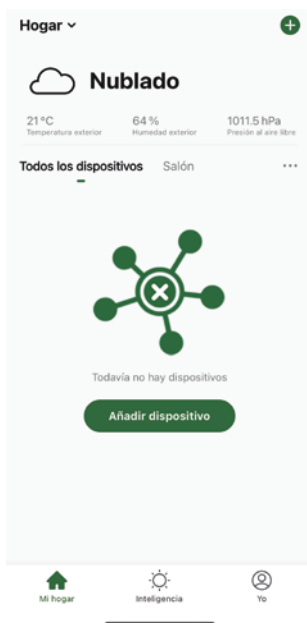 Hogar
Nublado
21 °C 64 % 1011.5 hPa
Temperatura exterior Humedad exterior Presión al aire libre
Todos los dispositivos Salón ...
Todavía no hay dispositivos
Añadir dispositivo
Mi hogar Inteligencia Yo